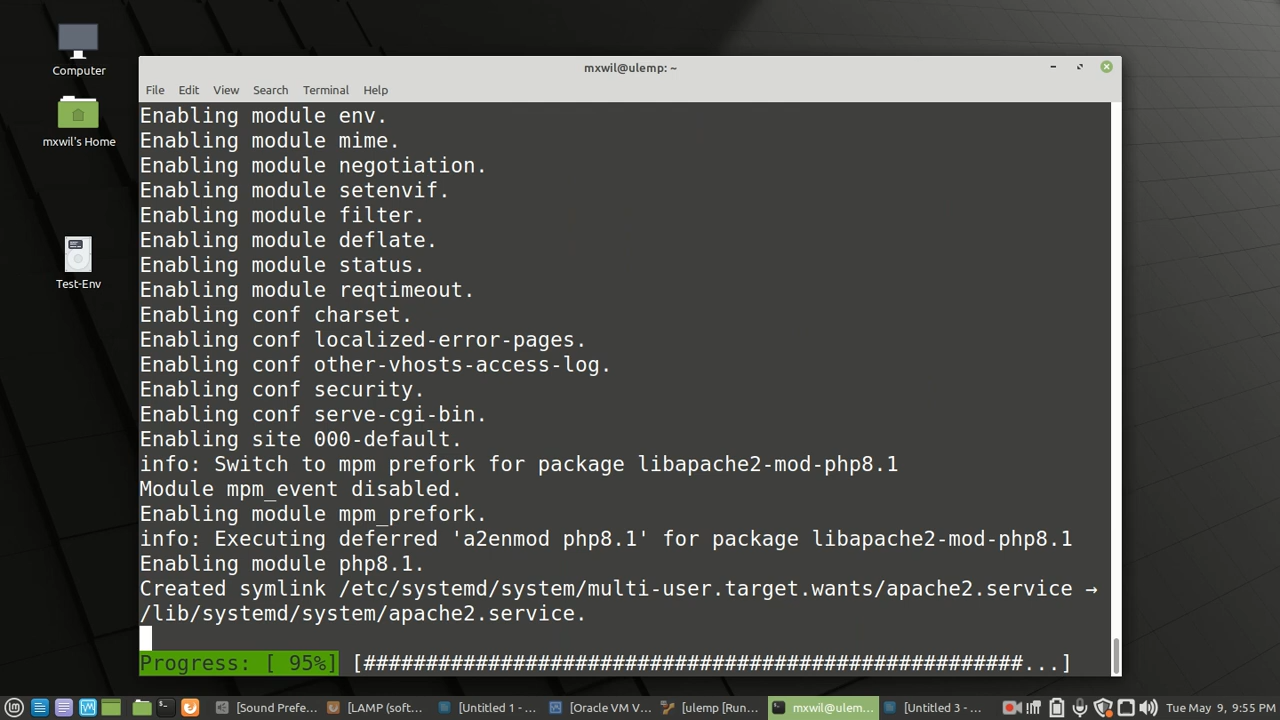 mxwil@ulemp: ~
File Edit View Search Terminal Help
Computer
mxwil's Home
Test-Env
Enabling module env.
Enabling module mime.
Enabling module negotiation.
Enabling module setenvif.
Enabling module filter.
Enabling module deflate.
Enabling module status.
Enabling module reqtimeout.
Enabling conf charset.
Enabling conf localized-error-pages.
Enabling conf other-vhosts-access-log.
Enabling conf security.
Enabling conf serve-cgi-bin.
Enabling site 000-default.
info: Switch to mpm prefork for package libapache2-mod-php8.1
Module mpm_event disabled.
Enabling module mpm_prefork.
info: Executing deferred 'a2enmod php8.1' for package libapache2-mod-php8.1
Enabling module php8.1.
Created symlink /etc/systemd/system/multi-user.target.wants/apache2.service →
/lib/systemd/system/apache2.service.
Progress: [ 95%] [#####################################################...]
[Sound Prefe... [LAMP (soft... [Untitled 1 - ... [Oracle VM V... [ulemp [Run... mxwil@ulem... [Untitled 3 - ... Tue May 9, 9:55 PM